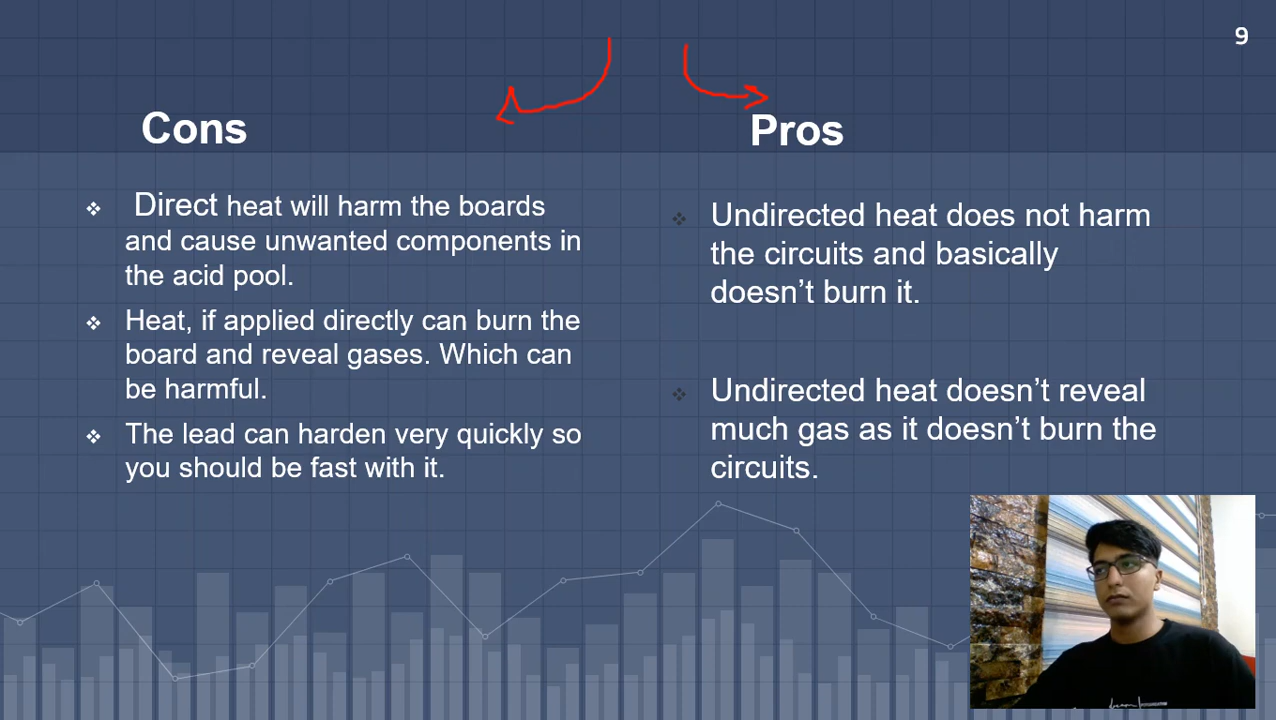 9
Cons
Direct heat will harm the boards
and cause unwanted components in
the acid pool.
Heat, if applied directly can burn the
board and reveal gases. Which can
be harmful.
The lead can harden very quickly so
you should be fast with it.
Pros
Undirected heat does not harm
the circuits and basically
doesn’t burn it.
Undirected heat doesn’t reveal
much gas as it doesn’t burn the
circuits.